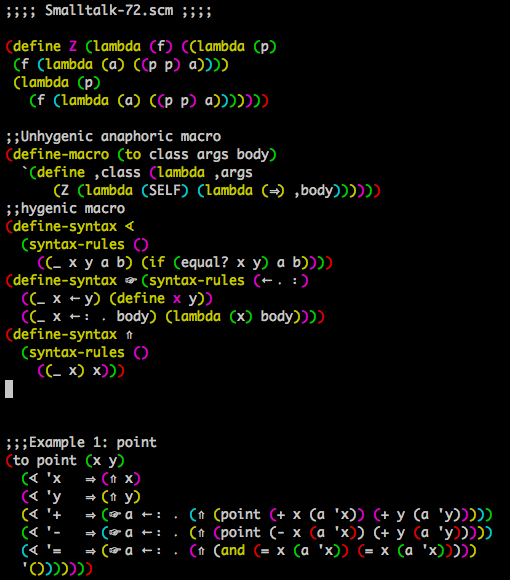 ;;;; Smalltalk-72.scm ;;;;
(define Z (lambda (f) ((lambda (p)
(f (lambda (a) ((p p) a))))
(lambda (p)
(f (lambda (a) ((p p) a)))))))
;;Unhygenic anaphoric macro
(define-macro (to class args body)
`(define ,class (lambda ,args
(Z (lambda (SELF) (lambda (⇒) ,body))))))
;;hygenic macro
(define-syntax ∢
(syntax-rules ()
((_ x y a b) (if (equal? x y) a b))))
(define-syntax ☞ (syntax-rules (← . :)
((_ x ← y) (define x y))
((_ x ← : . body) (lambda (x) body))))
(define-syntax ⇑
(syntax-rules ()
((_ x) x)))
;;;Example 1: point
(to point (x y)
(∢ 'x ⇒ (⇑ x)
(∢ 'y ⇒ (⇑ y)
(∢ '+ ⇒ (☞ a ← : . (⇑ (point (+ x (a 'x)) (+ y (a 'y)))))
(∢ '- ⇒ (☞ a ← : . (⇑ (point (- x (a 'x)) (+ y (a 'y)))))
(∢ '= ⇒ (☞ a ← : . (⇑ (and (= x (a 'x)) (= x (a 'x)))))
'()))))))